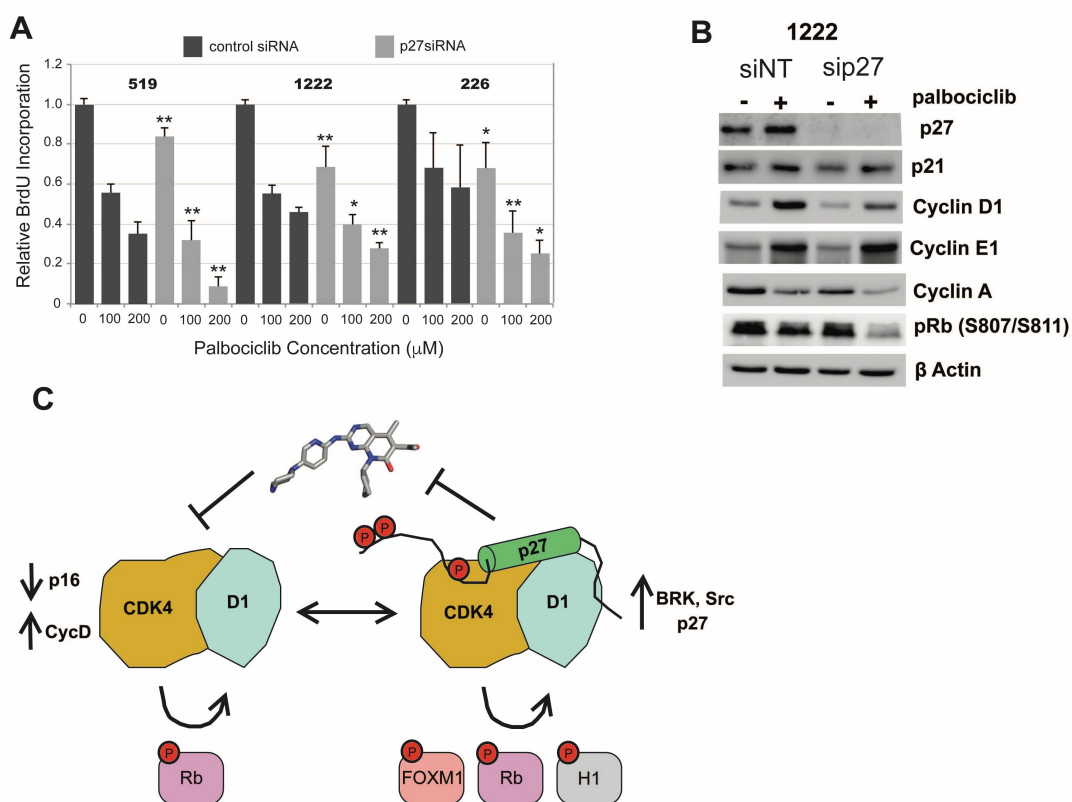 A
control siRNA
p27siRNA
Relative BrdU Incorporation
1.2
1.0
0.8
0.6
0.4
0.2
0
519
1222
226
** ** **
** * **
* ** *
0 100 200 0 100 200 0 100 200 0 100 200 0 100 200 0 100 200
Palbociclib Concentration (μM)
B
1222
siNT sip27
- + - + palbociclib
p27
p21
Cyclin D1
Cyclin E1
Cyclin A
pRb (S807/S811)
β Actin
C
p16
CycD
CDK4
D1
P
Rb
P P
P
p27
CDK4
D1
BRK, Src
p27
P
FOXM1
P
Rb
P
H1